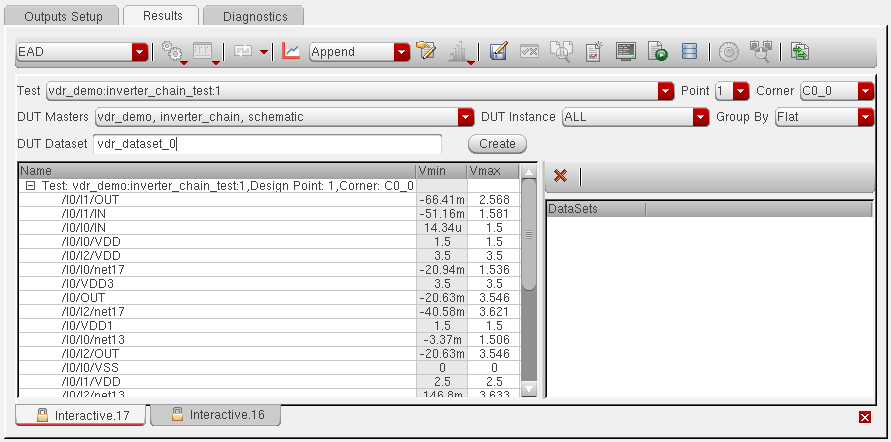 Outputs Setup Results Diagnostics
EAD Append
Test vdr_demo:inverter_chain_test:1 Point 1 Corner C0_0
DUT Masters vdr_demo, inverter_chain, schematic DUT Instance ALL Group By Flat
DUT Dataset vdr_dataset_0 Create
Name Vmin Vmax
Test: vdr_demo:inverter_chain_test:1,Design Point: 1,Corner: C0_0
/I0/I1/OUT -66.41m 2.568
/I0/I1/IN -51.16m 1.581
/I0/I0/IN 14.34u 1.5
/I0/I0/VDD 1.5 1.5
/I0/I2/VDD 3.5 3.5
/I0/I0/net17 -20.94m 1.536
/I0/VDD3 3.5 3.5
/I0/OUT -20.63m 3.546
/I0/I2/net17 -40.58m 3.621
/I0/VDD1 1.5 1.5
/I0/I0/net13 -3.37m 1.506
/I0/I2/OUT -20.63m 3.546
/I0/I0/VSS 0 0
/I0/I1/VDD 2.5 2.5
/I0/I2/net13 146.8m 3.633
DataSets
Interactive.17 Interactive.16